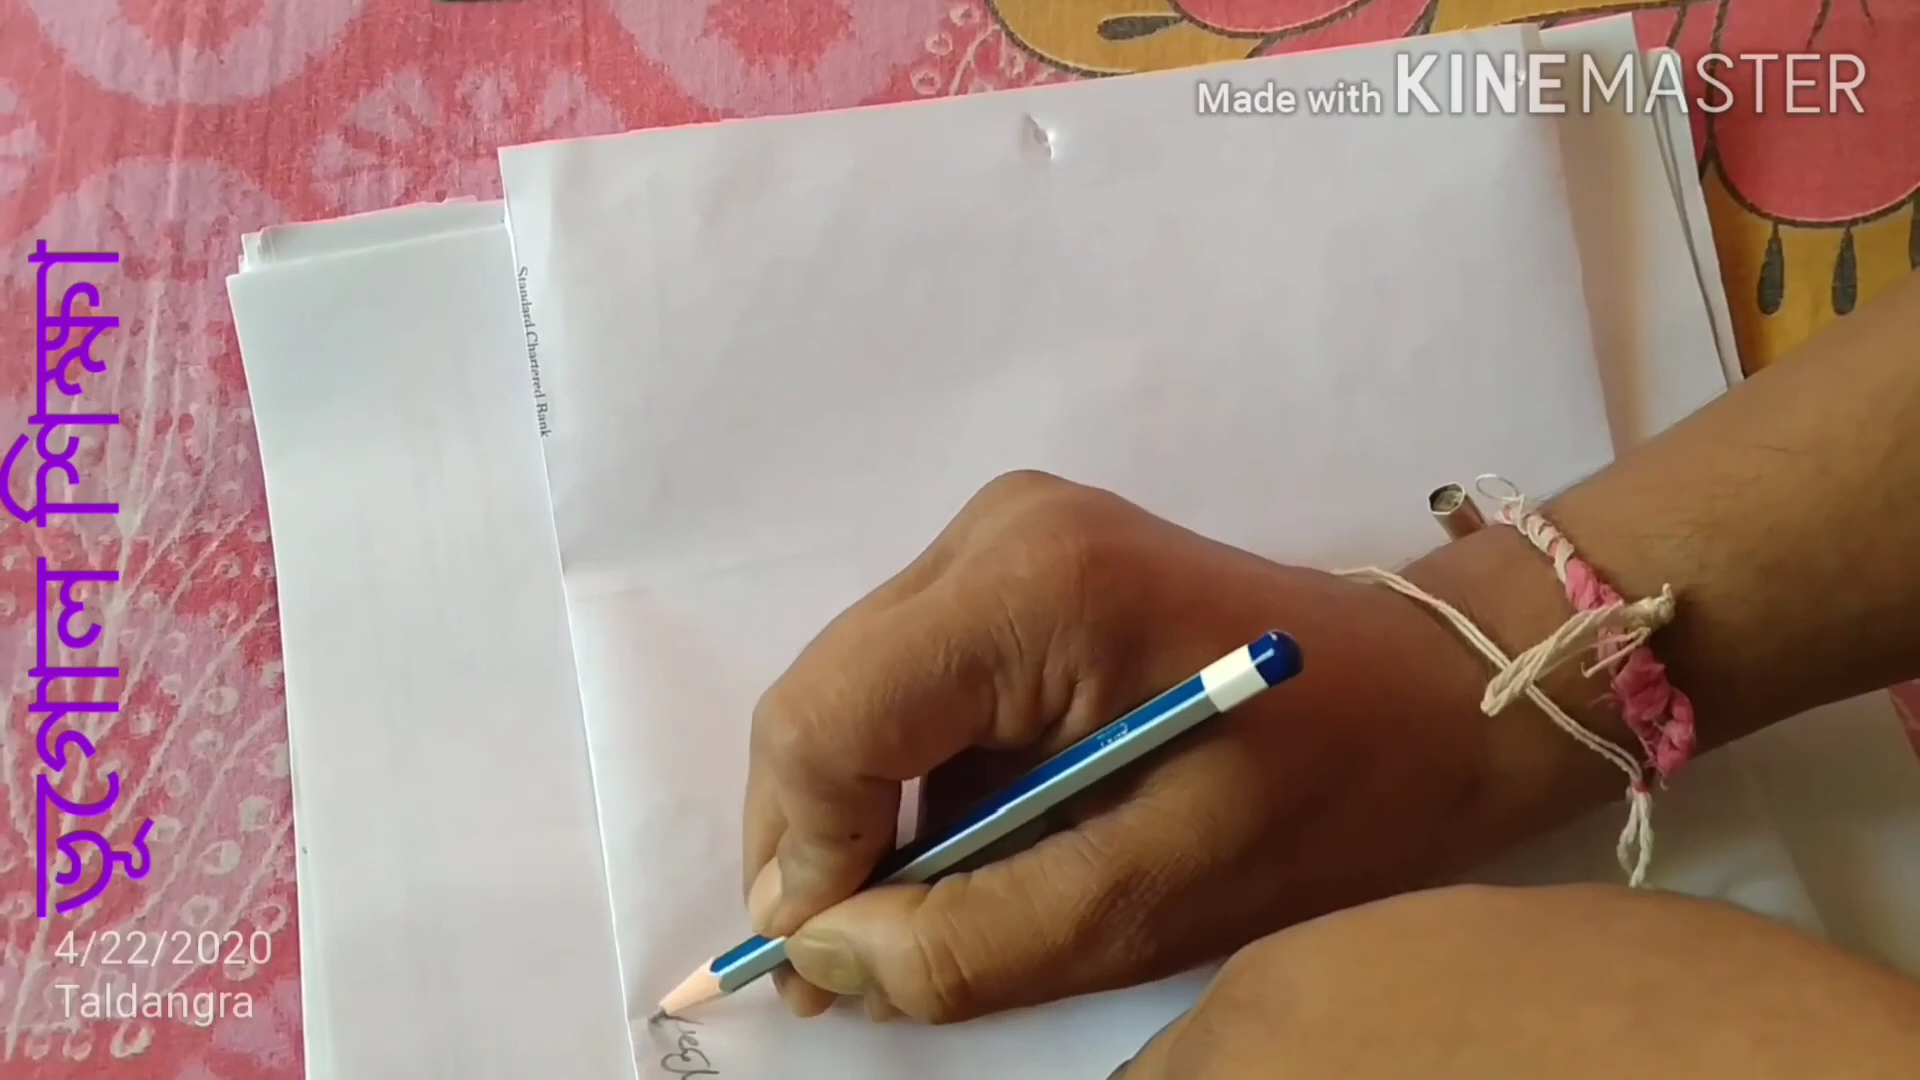 Made with KINEMASTER
Standard Chartered Bank
ভূগোল শিক্ষা
4/22/2020
Taldangra